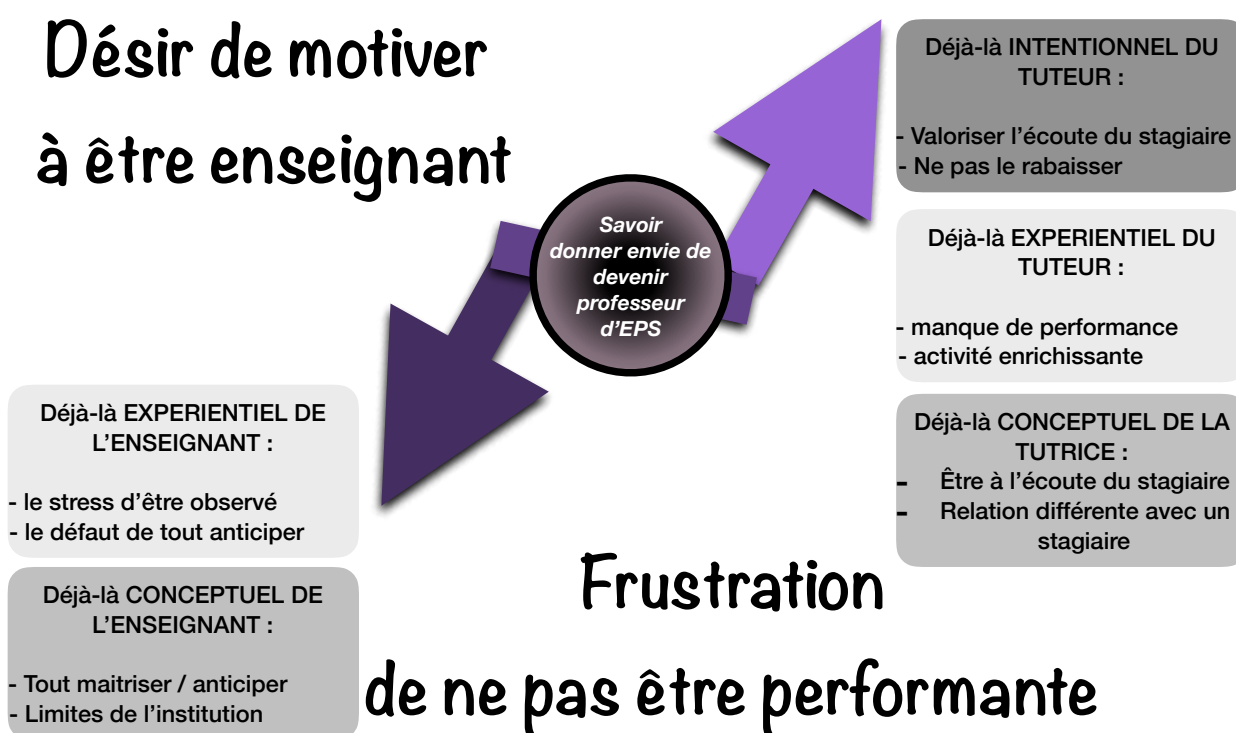 Désir de motiver
à être enseignant
Savoir
donner envie de
devenir
professeur
d'EPS
Déjà-là INTENTIONNEL DU
TUTEUR :
- Valoriser l'écoute du stagiaire
- Ne pas le rabaisser
Déjà-là EXPERIENTIEL DU
TUTEUR :
- manque de performance
- activité enrichissante
Déjà-là CONCEPTUEL DE LA
TUTRICE :
- Être à l'écoute du stagiaire
- Relation différente avec un
stagiaire
Déjà-là EXPERIENTIEL DE
L'ENSEIGNANT :
- le stress d'être observé
- le défaut de tout anticiper
Déjà-là CONCEPTUEL DE
L'ENSEIGNANT :
- Tout maitriser / anticiper
- Limites de l'institution
Frustration
de ne pas être performante